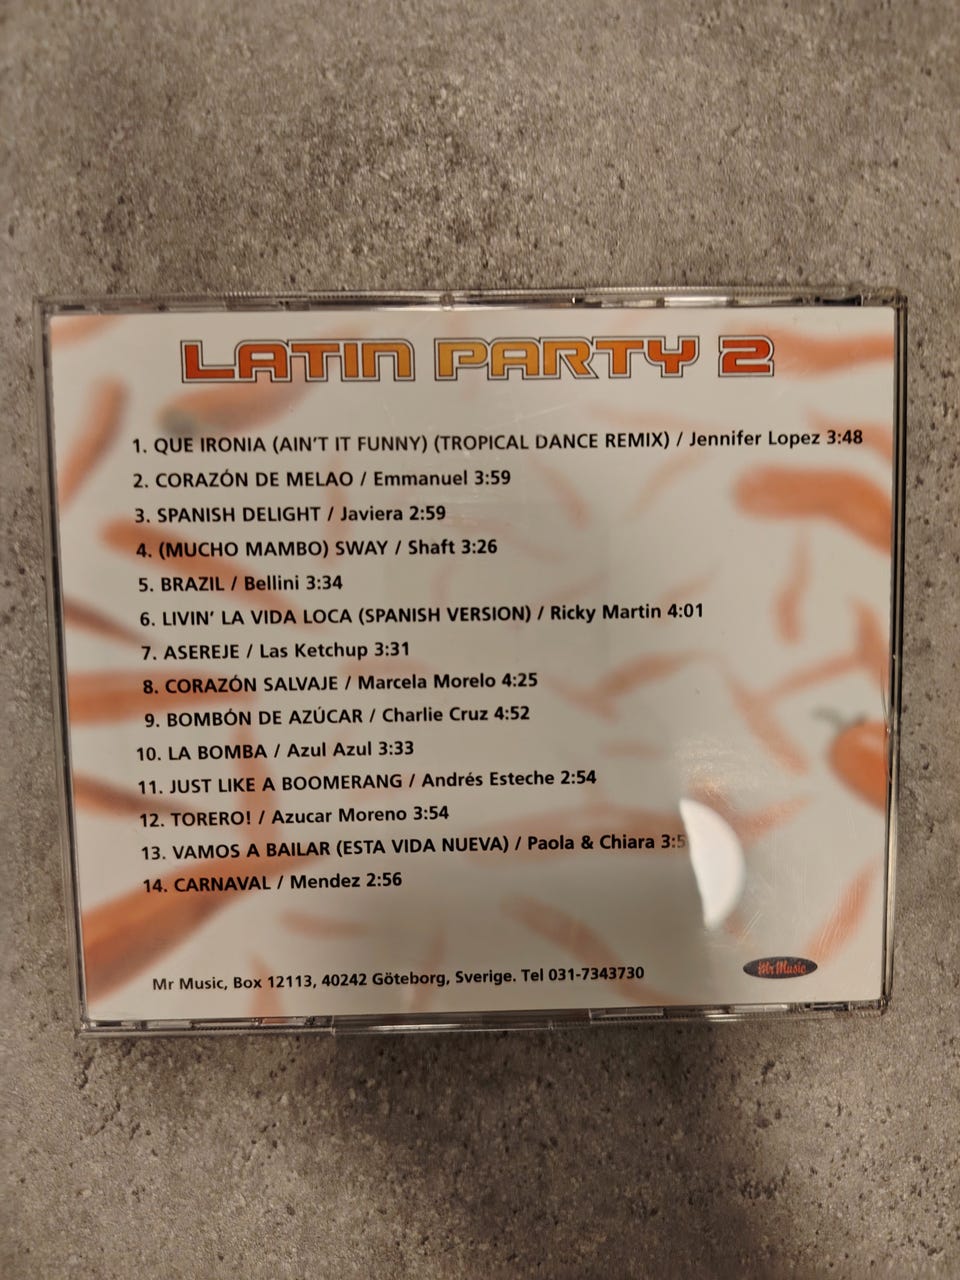 LATIN PARTY 2
1. QUE IRONIA (AIN'T IT FUNNY) (TROPICAL DANCE REMIX) / Jennifer Lopez 3:48
2. CORAZÓN DE MELAO / Emmanuel 3:59
3. SPANISH DELIGHT / Javiera 2:59
4. (MUCHO MAMBO) SWAY / Shaft 3:26
5. BRAZIL / Bellini 3:34
6. LIVIN' LA VIDA LOCA (SPANISH VERSION) / Ricky Martin 4:01
7. ASEREJE / Las Ketchup 3:31
8. CORAZÓN SALVAJE / Marcela Morelo 4:25
9. BOMBÓN DE AZÚCAR / Charlie Cruz 4:52
10. LA BOMBA / Azul Azul 3:33
11. JUST LIKE A BOOMERANG / Andrés Esteche 2:54
12. TORERO! / Azucar Moreno 3:54
13. VAMOS A BAILAR (ESTA VIDA NUEVA) / Paola & Chiara
14. CARNAVAL / Mendez 2:56
Mr Music, Box 12113, 40242 Göteborg, Sverige. Tel 031-7343730
Mr Music